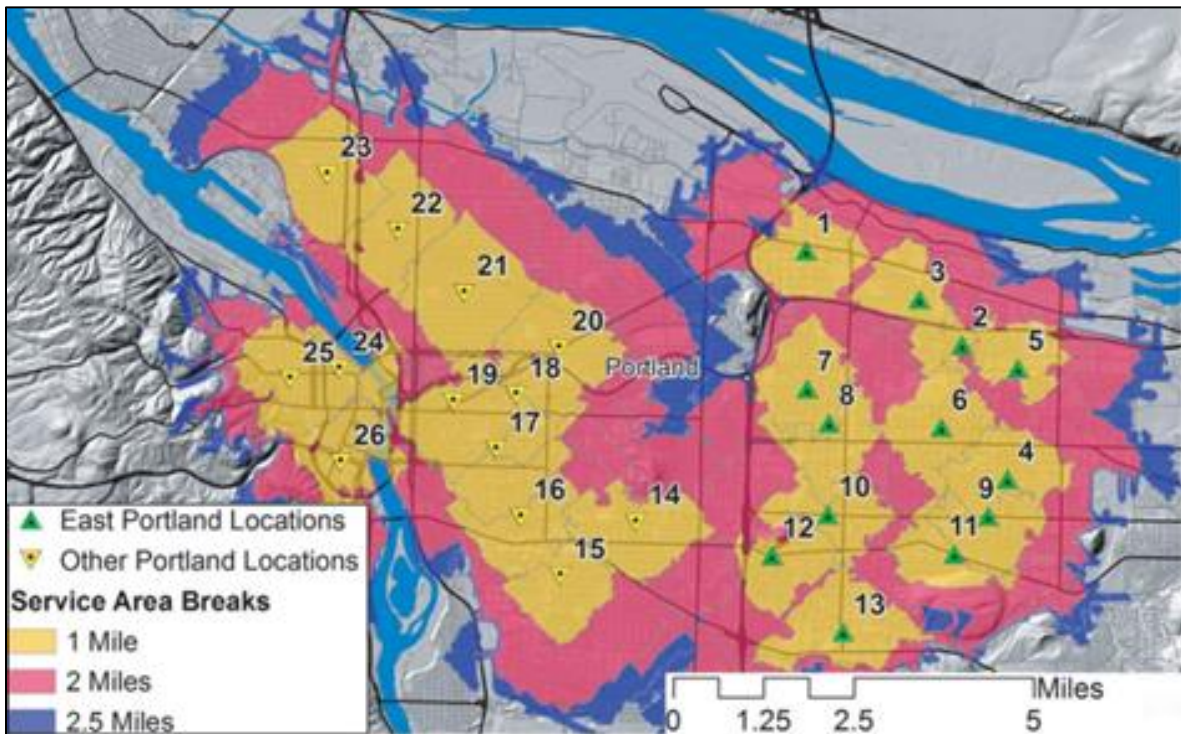 23
22
1
21
3
20
2
24
5
25
18
Portland
7
19
6
8
17
26
4
16
14
10
9
12
11
15
13
East Portland Locations
Other Portland Locations
Service Area Breaks
1 Mile
2 Miles
2.5 Miles
Miles
0 1.25 2.5 5